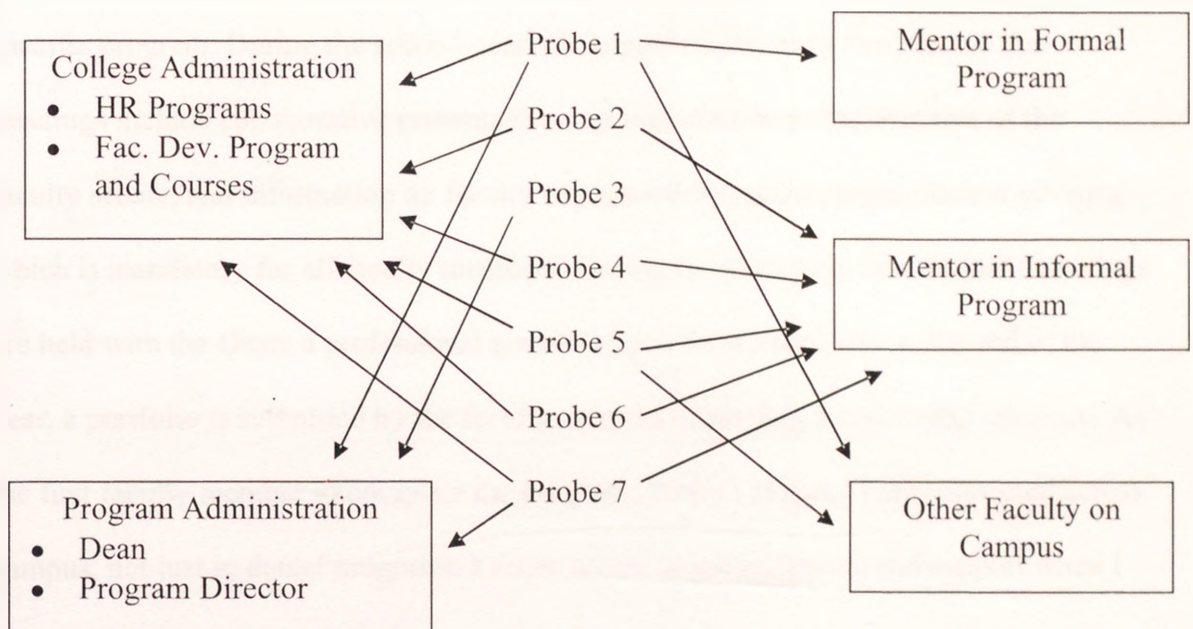 College Administration
• HR Programs
• Fac. Dev. Program
and Courses
Probe 1
Probe 2
Probe 3
Probe 4
Probe 5
Probe 6
Probe 7
Mentor in Formal
Program
Mentor in Informal
Program
Program Administration
• Dean
• Program Director
Other Faculty on
Campus